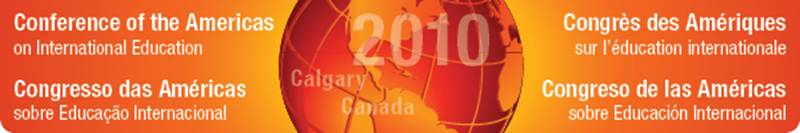 Conference of the Americas
on International Education
Congresso das Américas
sobre Educação Internacional
2010
Calgary
Canada
Congrès des Amériques
sur l'éducation internationale
Congreso de las Américas
sobre Educación Internacional